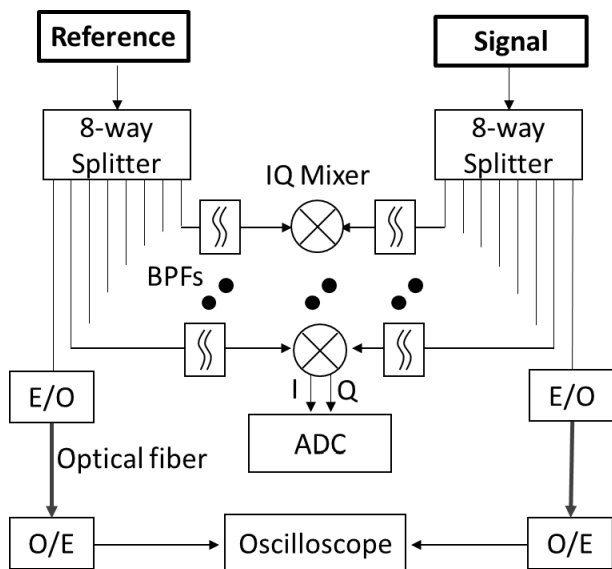 Reference
Signal
8-way
Splitter
8-way
Splitter
IQ Mixer
BPFs
I
Q
E/O
E/O
ADC
Optical fiber
O/E
Oscilloscope
O/E